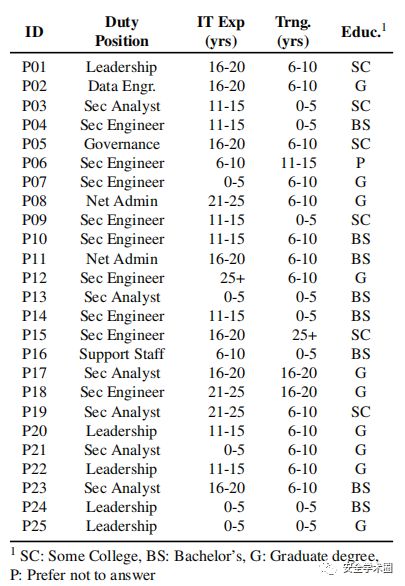 ID Duty Position IT Exp (yrs) Trng. (yrs) Educ.1
P01 Leadership 16-20 6-10 SC
P02 Data Engr. 16-20 6-10 G
P03 Sec Analyst 11-15 0-5 SC
P04 Sec Engineer 11-15 0-5 BS
P05 Governance 16-20 6-10 SC
P06 Sec Engineer 6-10 11-15 P
P07 Sec Engineer 0-5 6-10 G
P08 Net Admin 21-25 6-10 G
P09 Sec Engineer 11-15 0-5 SC
P10 Sec Engineer 11-15 6-10 BS
P11 Net Admin 16-20 6-10 BS
P12 Sec Engineer 25+ 6-10 G
P13 Sec Analyst 0-5 0-5 BS
P14 Sec Engineer 11-15 0-5 BS
P15 Sec Engineer 16-20 25+ SC
P16 Support Staff 6-10 0-5 BS
P17 Sec Analyst 16-20 16-20 G
P18 Sec Engineer 21-25 16-20 G
P19 Sec Analyst 21-25 6-10 SC
P20 Leadership 11-15 6-10 G
P21 Sec Analyst 0-5 6-10 G
P22 Leadership 11-15 6-10 G
P23 Sec Analyst 16-20 6-10 BS
P24 Leadership 0-5 0-5 BS
P25 Leadership 0-5 0-5 G
1 SC: Some College, BS: Bachelor's, G: Graduate degree,
P: Prefer not to answer
安全学术圈